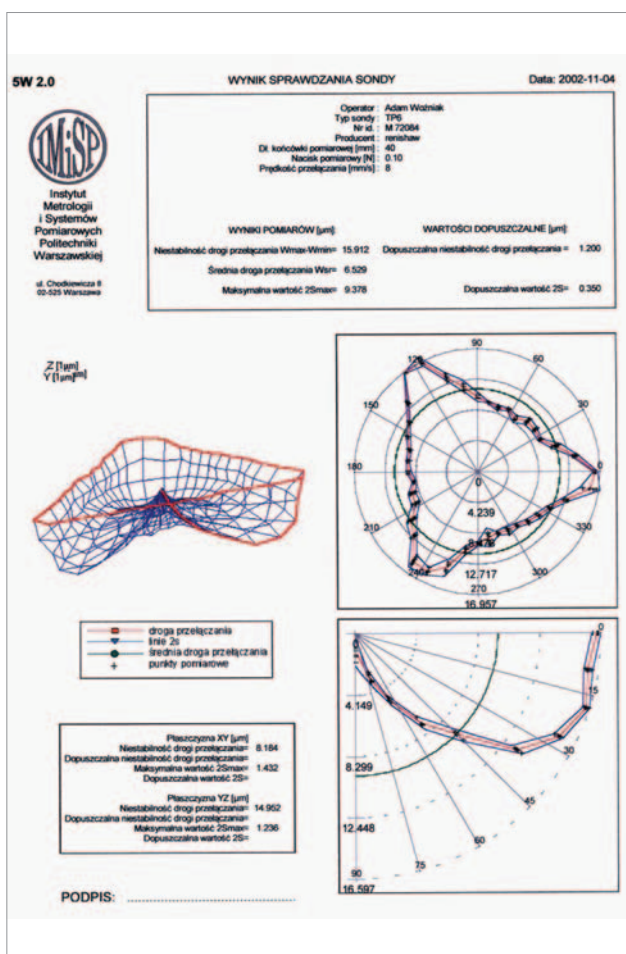 5W 2.0
WYNIK SPRAWDZANIA SONDY
Data: 2002-11-04
IMiSP
Instytut
Metrologii
i Systemów
Pomiarowych
Politechniki
Warszawskiej
ul. Chodkiewicza 8
02-525 Warszawa
Operator : Adam Woźniak
Typ sondy : TP6
Nr id. : M 72084
Producent : renishaw
Dł. końcówki pomiarowej [mm] : 40
Nacisk pomiarowy [N] : 0.10
Prędkość przełączania [mm/s] : 8
WYNIKI POMIARÓW [µm]:
Niestabilność drogi przełączania Wmax-Wmin= 15.912
Średnia droga przełączania Wsr= 6.529
Maksymalna wartość 2Smax= 9.378
WARTOŚCI DOPUSZCZALNE [µm]:
Dopuszczalna niestabilność drogi przełączania = 1.200
Dopuszczalna wartość 2S= 0.350
Z [1µm]
Y [1µm]
90
60
30
0
330
300
270
240
210
180
150
120
0
4.239
12.717
16.957
droga przełączania
linie 2s
średnia droga przełączania
punkty pomiarowe
0
15
30
45
60
75
90
4.149
8.299
12.448
16.597
Płaszczyzna XY [µm]
Niestabilność drogi przełączania= 8.184
Dopuszczalna niestabilność drogi przełączania=
Maksymalna wartość 2Smax= 1.432
Dopuszczalna wartość 2S=
Płaszczyzna YZ [µm]
Niestabilność drogi przełączania= 14.952
Dopuszczalna niestabilność drogi przełączania=
Maksymalna wartość 2Smax= 1.236
Dopuszczalna wartość 2S=
PODPIS: ........................................